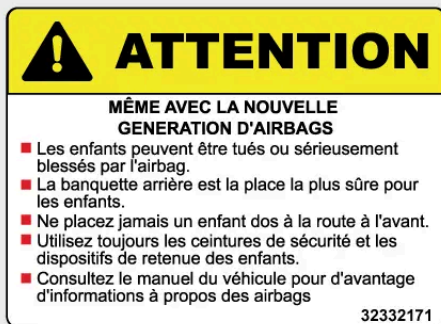 ATTENTION
MÊME AVEC LA NOUVELLE
GENERATION D'AIRBAGS
Les enfants peuvent être tués ou sérieusement
blessés par l'airbag.
La banquette arrière est la place la plus sûre pour
les enfants.
Ne placez jamais un enfant dos à la route à l'avant.
Utilisez toujours les ceintures de sécurité et les
dispositifs de retenue des enfants.
Consultez le manuel du véhicule pour d'avantage
d'informations à propos des airbags
32332171